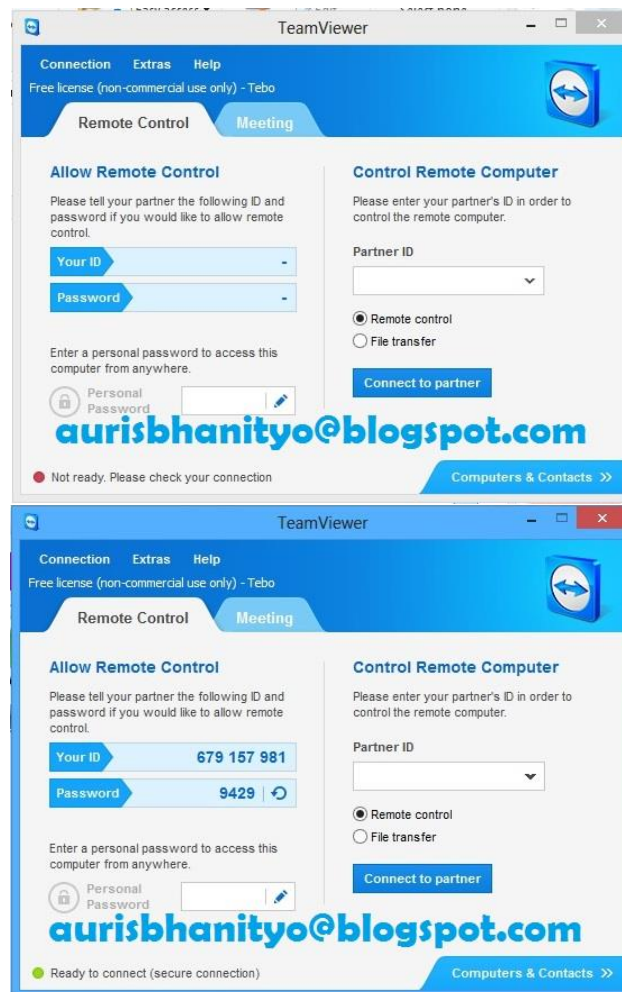 TeamViewer
Connection Extras Help
Free license (non-commercial use only) - Tebo
Remote Control Meeting
Allow Remote Control
Please tell your partner the following ID and
password if you would like to allow remote
control.
Your ID -
Password -
Enter a personal password to access this
computer from anywhere.
Personal
Password
Control Remote Computer
Please enter your partner's ID in order to
control the remote computer.
Partner ID
Remote control
File transfer
Connect to partner
aurisbhanityo@blogspot.com
Not ready. Please check your connection
Computers & Contacts >>
TeamViewer
Connection Extras Help
Free license (non-commercial use only) - Tebo
Remote Control Meeting
Allow Remote Control
Please tell your partner the following ID and
password if you would like to allow remote
control.
Your ID 679 157 981
Password 9429
Enter a personal password to access this
computer from anywhere.
Personal
Password
Control Remote Computer
Please enter your partner's ID in order to
control the remote computer.
Partner ID
Remote control
File transfer
Connect to partner
aurisbhanityo@blogspot.com
Ready to connect (secure connection)
Computers & Contacts >>